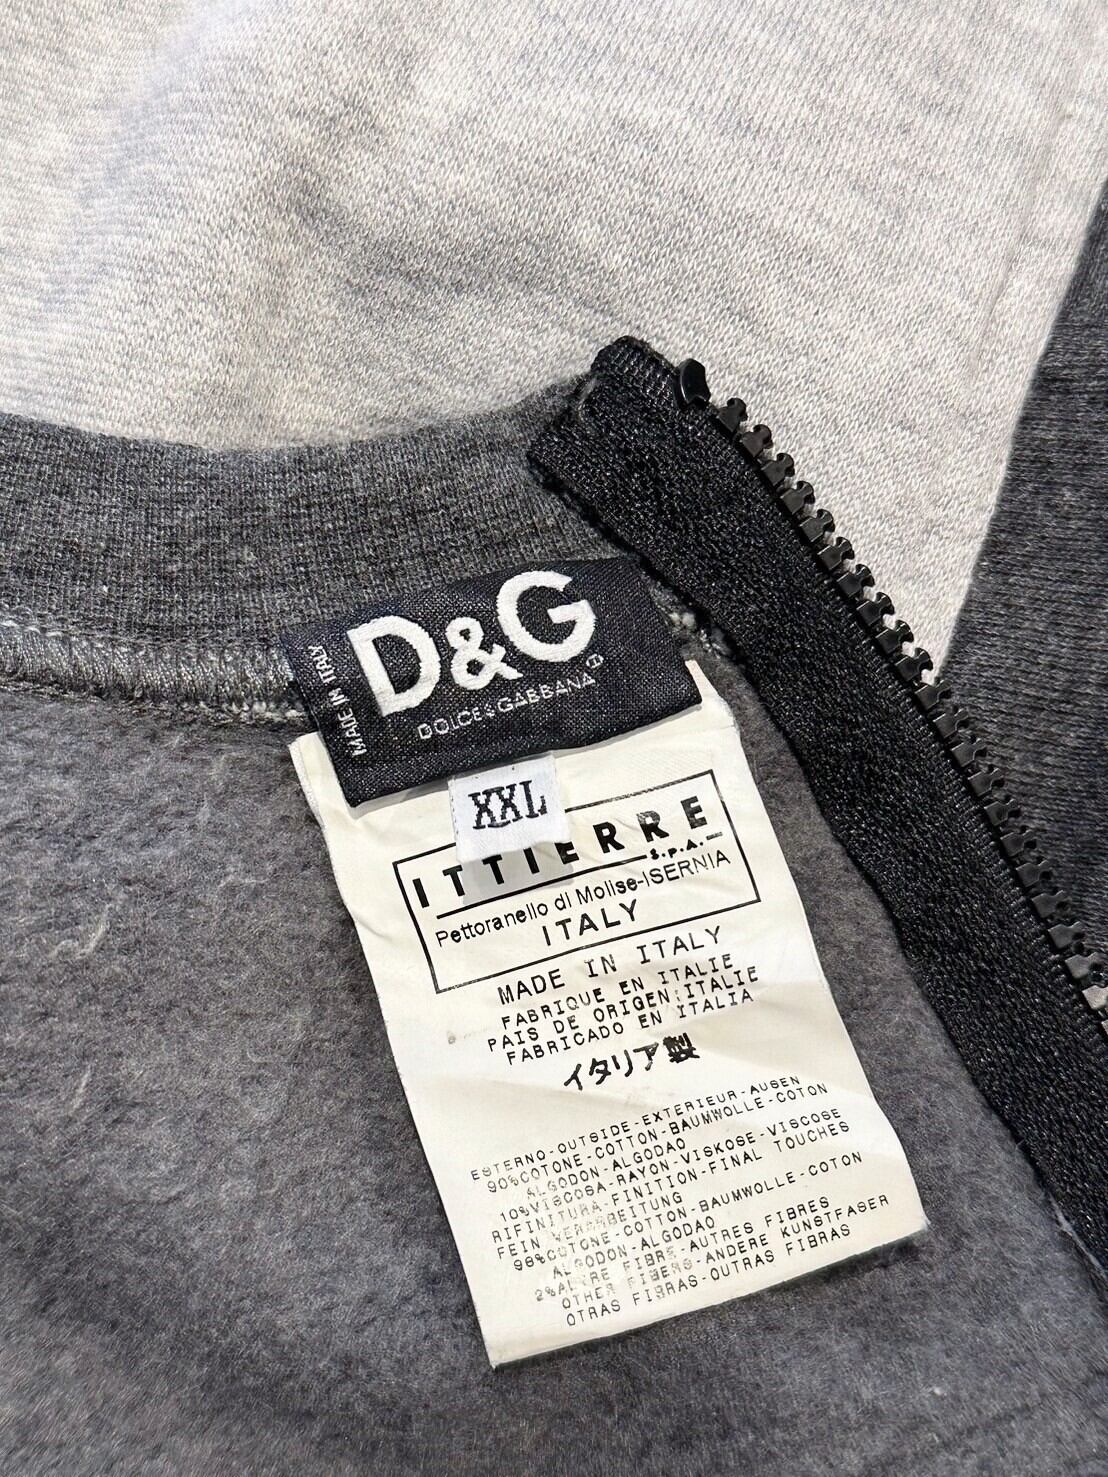 D&G
DOLCE & GABBANA
MADE IN ITALY
XXL
ITTIERRE
S.p.A.
Pettoranello di Molise-ISERNIA
ITALY
MADE IN ITALY
FABRIQUE EN ITALIE
PAIS DE ORIGEN:ITALIE
FABRICADO EN ITALIA
イタリア製
ESTERNO-OUTSIDE-EXTERIEUR-AUSEN
90%COTONE-COTTON-BAUMWOLLE-COTON
ALGODON-ALGODAO
10%VISCOSA-RAYON-VISKOSE-VISCOSE
RIFINITURA-FINITION-FINAL TOUCHES
FEIN VERARBEITUNG
98%COTONE-COTTON-BAUMWOLLE-COTON
ALGODON-ALGODAO
2%ALTRE FIBRE-AUTRES FIBRES
OTHER FIBERS-ANDERE KUNSTFASER
OTRAS FIBRAS-OUTRAS FIBRAS